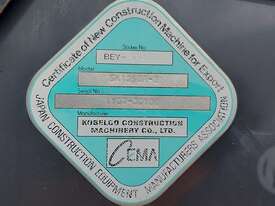 Certificate of New Construction Machine for Export
Sticker No.
BEY-
Model
Serial No.
Manufacturer
KOBELCO CONSTRUCTION
MACHINERY CO., LTD.
CEMA
JAPAN CONSTRUCTION EQUIPMENT MANUFACTURERS ASSOCIATION